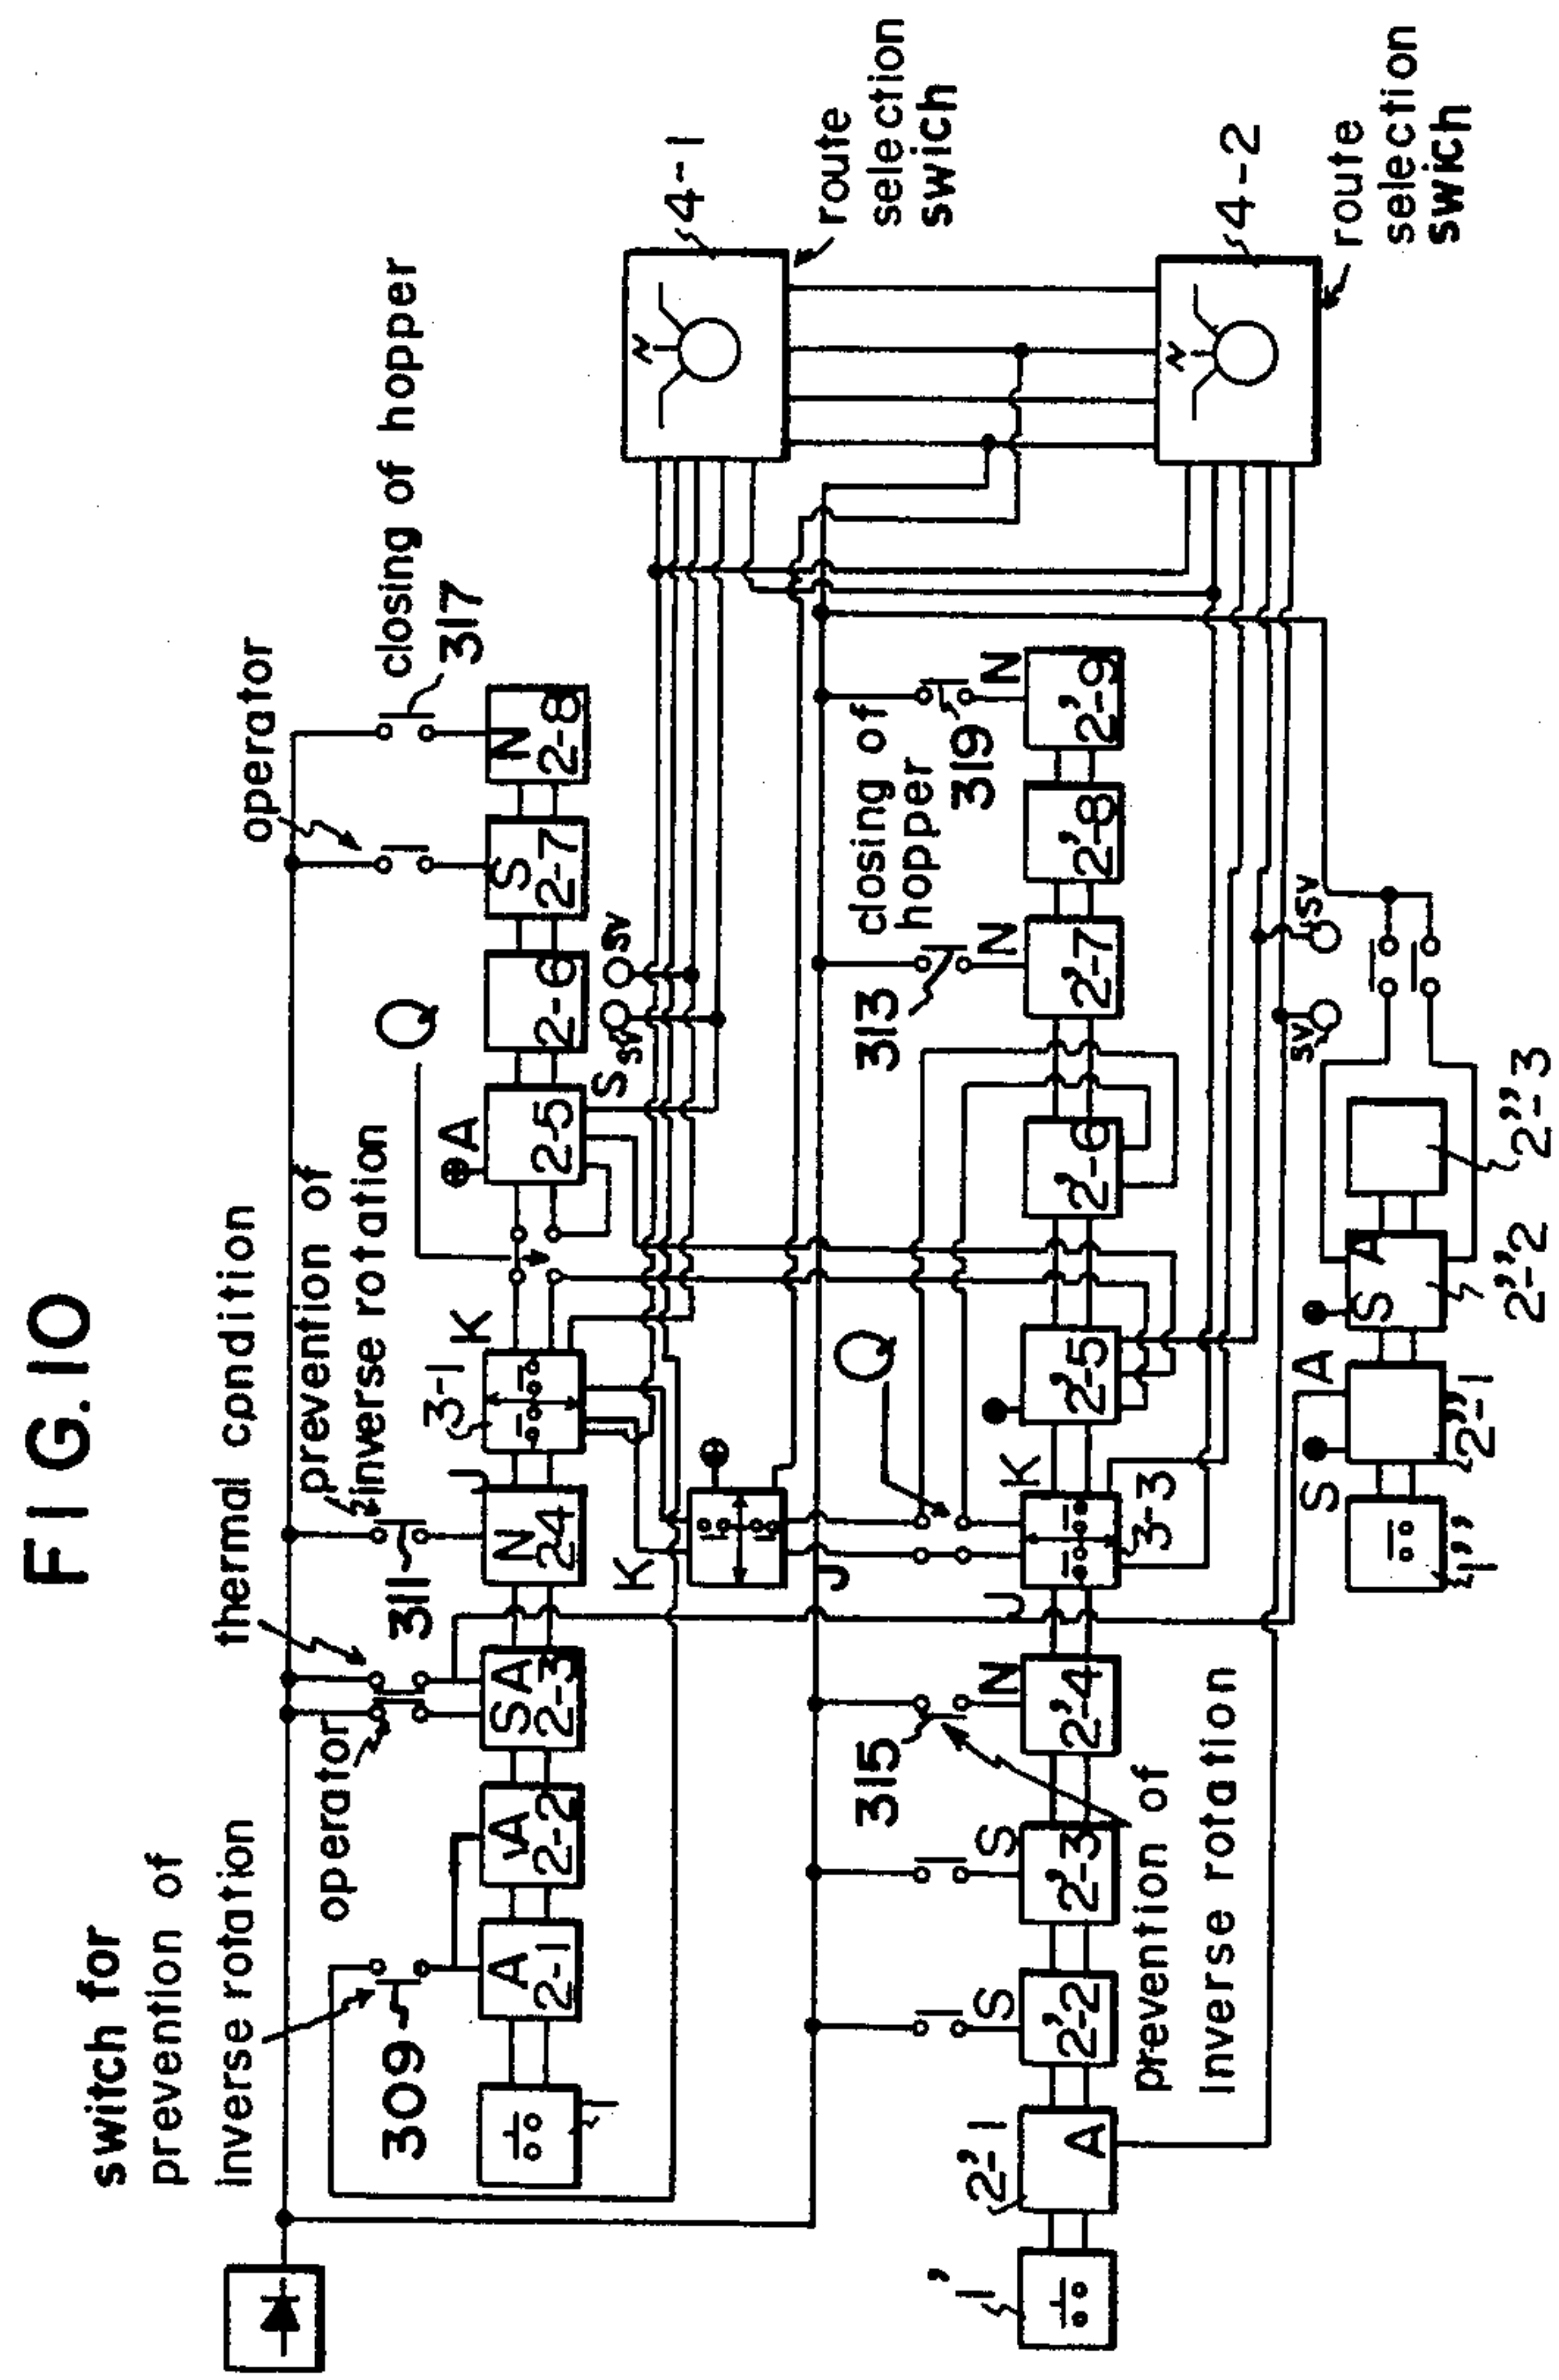 FIG.10
switch for
prevention of
inverse rotation
309
operator
thermal condition
prevention of
inverse rotation
311
operator
closing of hopper
317
1
A
2-1
A
2-2
SA
2-3
N
2-4
J
3-1
K
Q
A
2-5
S
2-6
S
2-7
N
2-8
sv
sv
K
J
4-1
route
selection
swich
1'
2'-1
A
S
2'-2
S
2'-3
315
prevention of
inverse rotation
N
2'-4
J
K
3-3
Q
2'-5
2'-6
313
N
2'-7
closing of
hopper
2'-8
319
N
2'-9
4-2
route
selection
swich
sv
sv
1''
S
2''-1
A
S
A
2''-2
2''-3